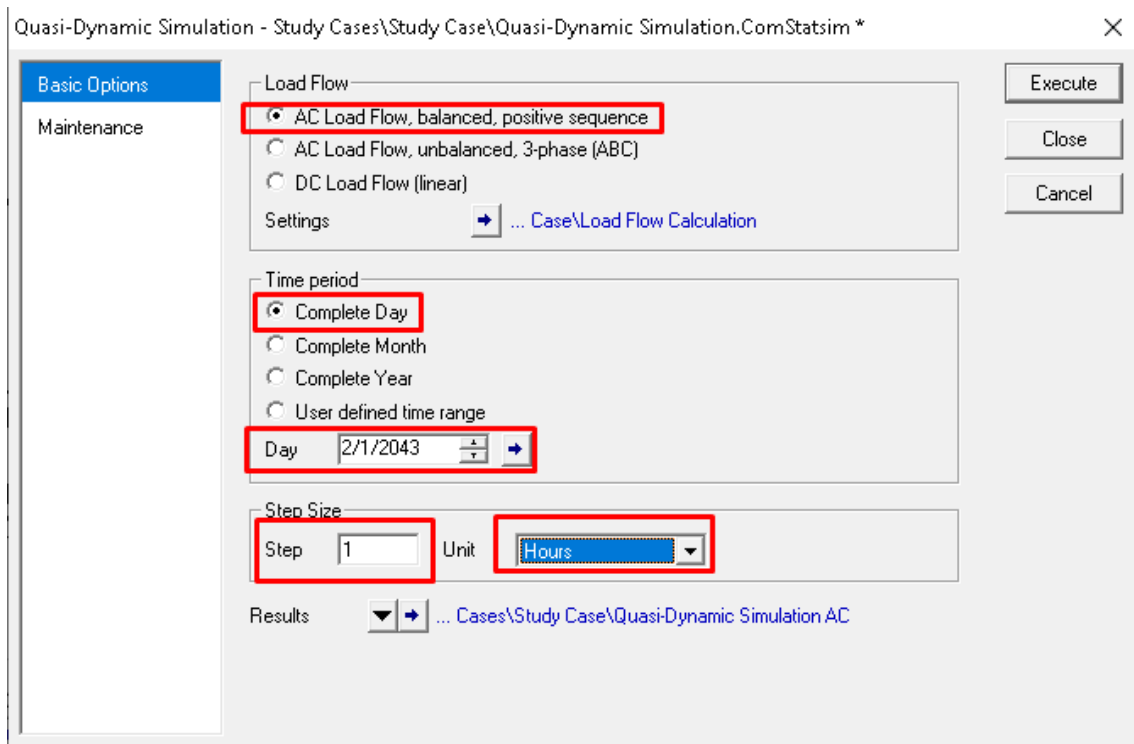 Quasi-Dynamic Simulation - Study Cases\Study Case\Quasi-Dynamic Simulation.ComStatsim *
Basic Options
Maintenance
Load Flow
AC Load Flow, balanced, positive sequence
AC Load Flow, unbalanced, 3-phase (ABC)
DC Load Flow (linear)
Settings ... Case\Load Flow Calculation
Time period
Complete Day
Complete Month
Complete Year
User defined time range
Day 2/1/2043
Step Size
Step 1 Unit Hours
Results ... Cases\Study Case\Quasi-Dynamic Simulation AC
Execute
Close
Cancel